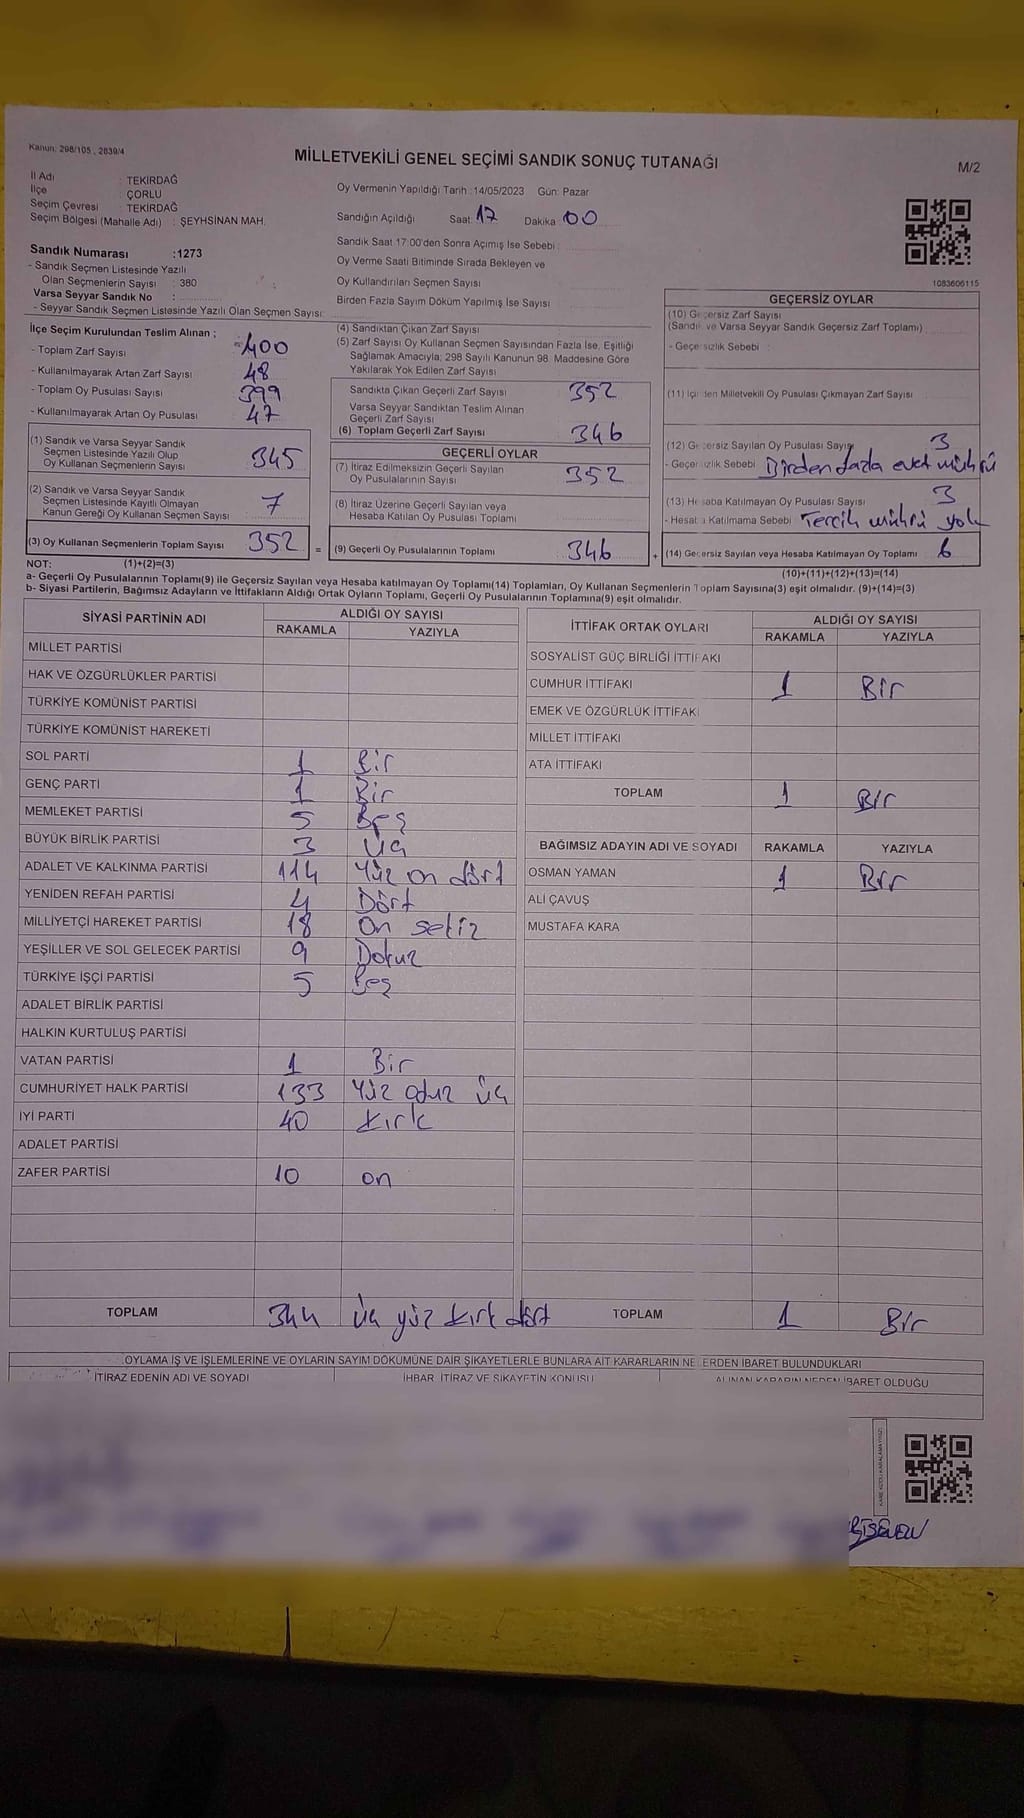 Kanun: 298/105, 2839/4
MİLLETVEKİLİ GENEL SEÇİMİ SANDIK SONUÇ TUTANAĞI
M/2
İl Adı : TEKİRDAĞ
İlçe : ÇORLU
Seçim Çevresi : TEKİRDAĞ
Seçim Bölgesi (Mahalle Adı) : ŞEYHSİNAN MAH.
Sandık Numarası :1273
- Sandık Seçmen Listesinde Yazılı
Olan Seçmenlerin Sayısı : 380
Varsa Seyyar Sandık No :
- Seyyar Sandık Seçmen Listesinde Yazılı Olan Seçmen Sayısı:
Oy Vermenin Yapıldığı Tarih :14/05/2023 Gün: Pazar
Sandığın Açıldığı Saat: 17 Dakika: 00
Sandık Saat 17:00'den Sonra Açımış İse Sebebi :
Oy Verme Saati Bitiminde Sırada Bekleyen ve
Oy Kullandırılan Seçmen Sayısı
Birden Fazla Sayım Döküm Yapılmış İse Sayısı
1083606115
İlçe Seçim Kurulundan Teslim Alınan ;
- Toplam Zarf Sayısı 400
- Kullanılmayarak Artan Zarf Sayısı 48
- Toplam Oy Pusulası Sayısı 399
- Kullanılmayarak Artan Oy Pusulası 47
(1) Sandık ve Varsa Seyyar Sandık
Seçmen Listesinde Yazılı Olup
Oy Kullanan Seçmenlerin Sayısı 345
(2) Sandık ve Varsa Seyyar Sandık
Seçmen Listesinde Kayıtlı Olmayan
Kanun Gereği Oy Kullanan Seçmen Sayısı 7
(3) Oy Kullanan Seçmenlerin Toplam Sayısı 352 =
(1)+(2)=(3)
(4) Sandıktan Çıkan Zarf Sayısı
(5) Zarf Sayısı Oy Kullanan Seçmen Sayısından Fazla İse, Eşitliği
Sağlamak Amacıyla; 298 Sayılı Kanunun 98. Maddesine Göre
Yakılarak Yok Edilen Zarf Sayısı
Sandıkta Çıkan Geçerli Zarf Sayısı 352
Varsa Seyyar Sandıktan Teslim Alınan
Geçerli Zarf Sayısı
(6) Toplam Geçerli Zarf Sayısı 346
GEÇERLİ OYLAR
(7) İtiraz Edilmeksizin Geçerli Sayılan
Oy Pusulalarının Sayısı 352
(8) İtiraz Üzerine Geçerli Sayılan veya
Hesaba Katılan Oy Pusulası Toplamı
(9) Geçerli Oy Pusulalarının Toplamı 346 +
GEÇERSİZ OYLAR
(10) Geçersiz Zarf Sayısı
(Sandık ve Varsa Seyyar Sandık Geçersiz Zarf Toplamı)
- Geçersizlik Sebebi :
(11) İçinden Milletvekili Oy Pusulası Çıkmayan Zarf Sayısı
(12) Geçersiz Sayılan Oy Pusulası Sayısı 3
- Geçersizlik Sebebi Birden fazla evet mührü
(13) Hesaba Katılmayan Oy Pusulası Sayısı 3
- Hesaba Katılmama Sebebi Tercih mührü yok
(14) Geçersiz Sayılan veya Hesaba Katılmayan Oy Toplamı 6
(10)+(11)+(12)+(13)=(14)
NOT:
a- Geçerli Oy Pusulalarının Toplamı(9) ile Geçersiz Sayılan veya Hesaba katılmayan Oy Toplamı(14) Toplamları, Oy Kullanan Seçmenlerin Toplam Sayısına(3) eşit olmalıdır. (9)+(14)=(3)
b- Siyasi Partilerin, Bağımsız Adayların ve İttifakların Aldığı Ortak Oyların Toplamı, Geçerli Oy Pusulalarının Toplamına(9) eşit olmalıdır.
SİYASİ PARTİNİN ADI ALDIĞI OY SAYISI
RAKAMLA YAZIYLA
MİLLET PARTİSİ
HAK VE ÖZGÜRLÜKLER PARTİSİ
TÜRKİYE KOMÜNİST PARTİSİ
TÜRKİYE KOMÜNİST HAREKETİ
SOL PARTİ 1 Bir
GENÇ PARTİ 1 Bir
MEMLEKET PARTİSİ 5 Beş
BÜYÜK BİRLİK PARTİSİ 3 Üç
ADALET VE KALKINMA PARTİSİ 114 Yüz on dört
YENİDEN REFAH PARTİSİ 4 Dört
MİLLİYETÇİ HAREKET PARTİSİ 18 On sekiz
YEŞİLLER VE SOL GELECEK PARTİSİ 9 Dokuz
TÜRKİYE İŞÇİ PARTİSİ 5 Beş
ADALET BİRLİK PARTİSİ
HALKIN KURTULUŞ PARTİSİ
VATAN PARTİSİ 1 Bir
CUMHURİYET HALK PARTİSİ 133 Yüz oduz üç
İYİ PARTİ 40 Kırk
ADALET PARTİSİ
ZAFER PARTİSİ 10 on
TOPLAM 344 üç yüz kırk dört
İTTİFAK ORTAK OYLARI ALDIĞI OY SAYISI
RAKAMLA YAZIYLA
SOSYALİST GÜÇ BİRLİĞİ İTTİFAKI
CUMHUR İTTİFAKI 1 Bir
EMEK VE ÖZGÜRLÜK İTTİFAKI
MİLLET İTTİFAKI
ATA İTTİFAKI
TOPLAM 1 Bir
BAĞIMSIZ ADAYIN ADI VE SOYADI RAKAMLA YAZIYLA
OSMAN YAMAN 1 Bir
ALİ ÇAVUŞ
MUSTAFA KARA
TOPLAM 1 Bir
OYLAMA İŞ VE İŞLEMLERİNE VE OYLARIN SAYIM DÖKÜMÜNE DAİR ŞİKAYETLERLE BUNLARA AİT KARARLARIN NELERDEN İBARET BULUNDUKLARI
İTİRAZ EDENİN ADI VE SOYADI İHBAR, İTİRAZ VE ŞİKAYETİN KONUSU ALINAN KARARIN NEDEN İBARET OLDUĞU
KARE KODU KARALAMAYINIZ